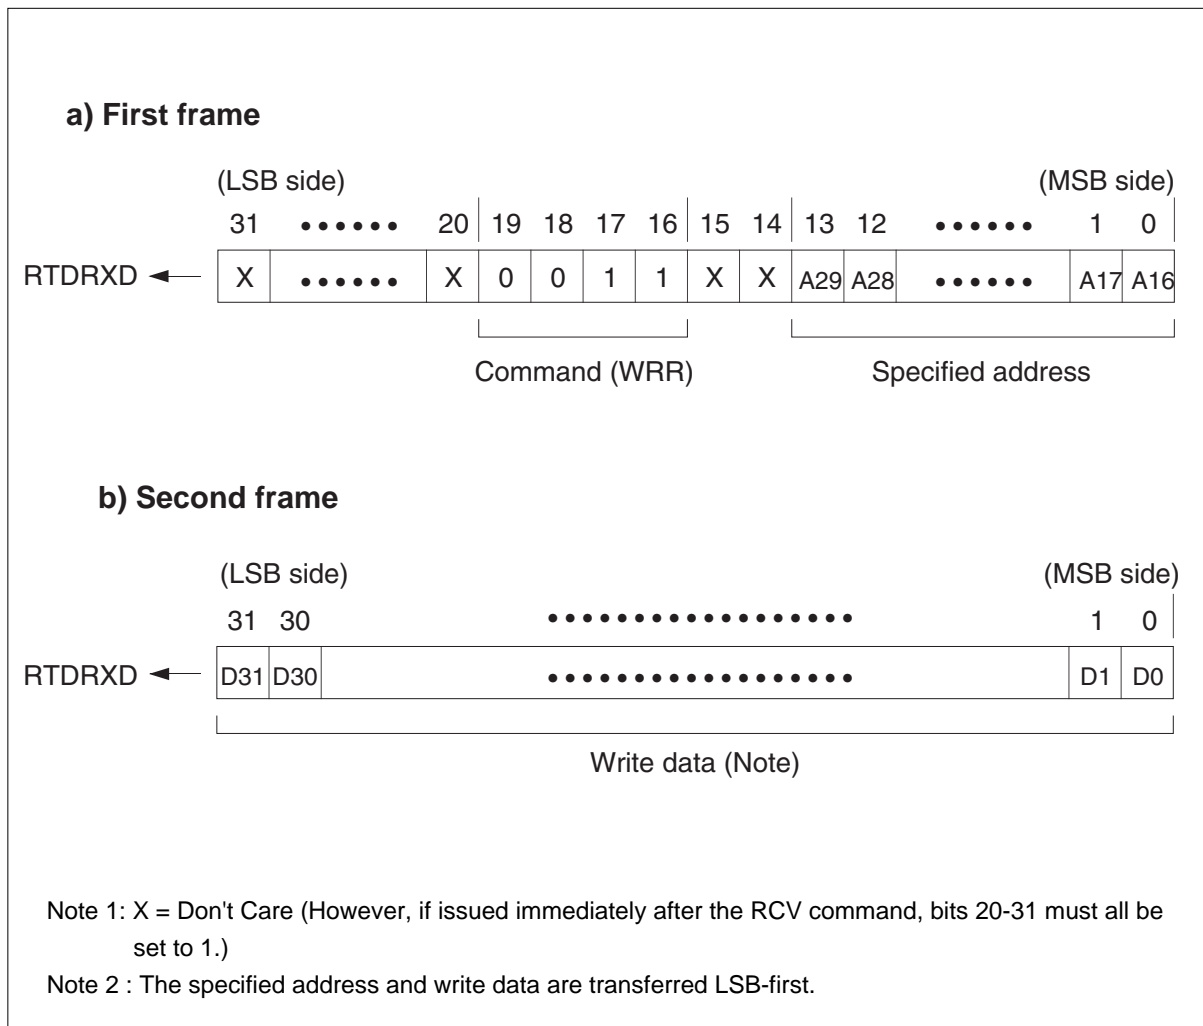 a) First frame
(LSB side) (MSB side)
31 •••••• 20 19 18 17 16 15 14 13 12 •••••• 1 0
RTDRXD X •••••• X 0 0 1 1 X X A29 A28 •••••• A17 A16
Command (WRR) Specified address
b) Second frame
(LSB side) (MSB side)
31 30 •••••••••••••••••• 1 0
RTDRXD D31 D30 •••••••••••••••••• D1 D0
Write data (Note)
Note 1: X = Don't Care (However, if issued immediately after the RCV command, bits 20-31 must all be
set to 1.)
Note 2 : The specified address and write data are transferred LSB-first.